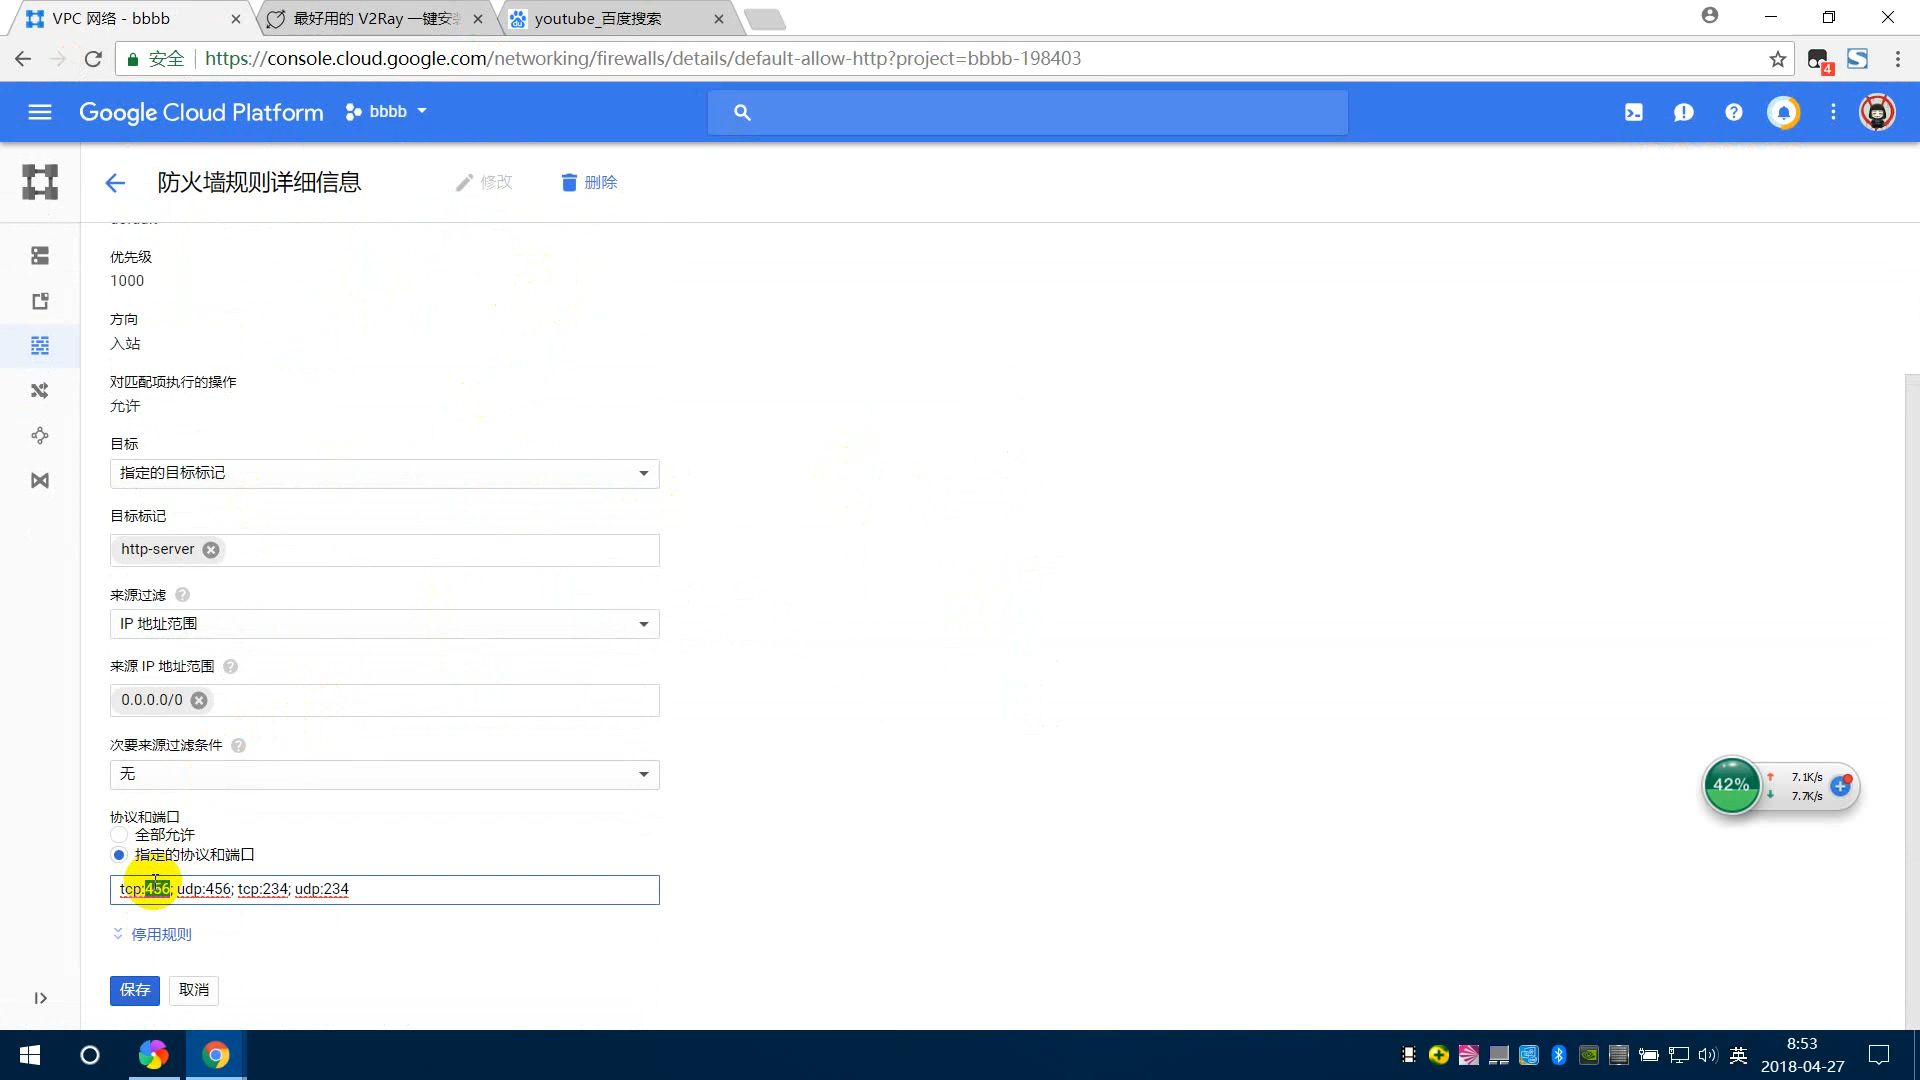 VPC 网络 - bbbb
最好用的 V2Ray 一键安
youtube_百度搜索
安全
https://console.cloud.google.com/networking/firewalls/details/default-allow-http?project=bbbb-198403
4
Google Cloud Platform
bbbb
防火墙规则详细信息
修改
删除
优先级
1000
方向
入站
对匹配项执行的操作
允许
目标
指定的目标标记
目标标记
http-server
来源过滤
IP 地址范围
来源 IP 地址范围
0.0.0.0/0
次要来源过滤条件
无
协议和端口
全部允许
指定的协议和端口
tcp:456; udp:456; tcp:234; udp:234
停用规则
保存
取消
42%
7.1K/s
7.7K/s
英
8:53
2018-04-27